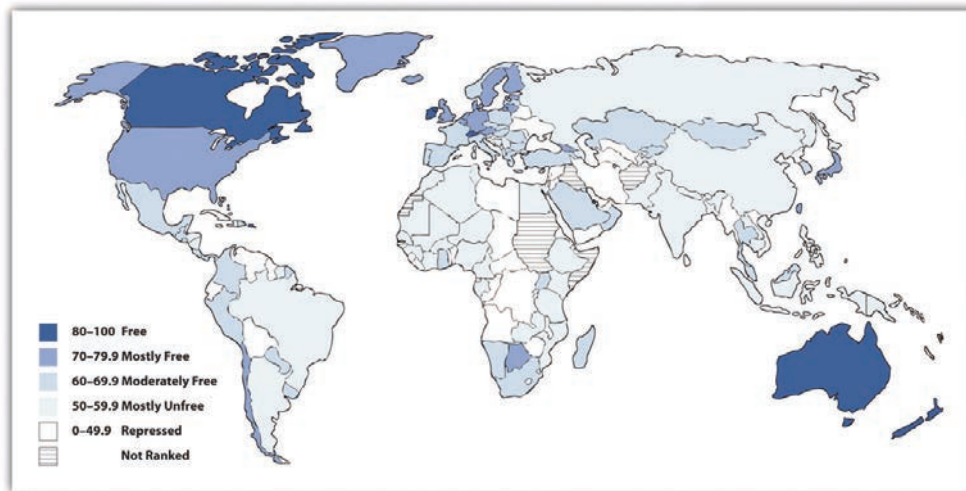 80–100 Free
70–79.9 Mostly Free
60–69.9 Moderately Free
50–59.9 Mostly Unfree
0–49.9 Repressed
Not Ranked